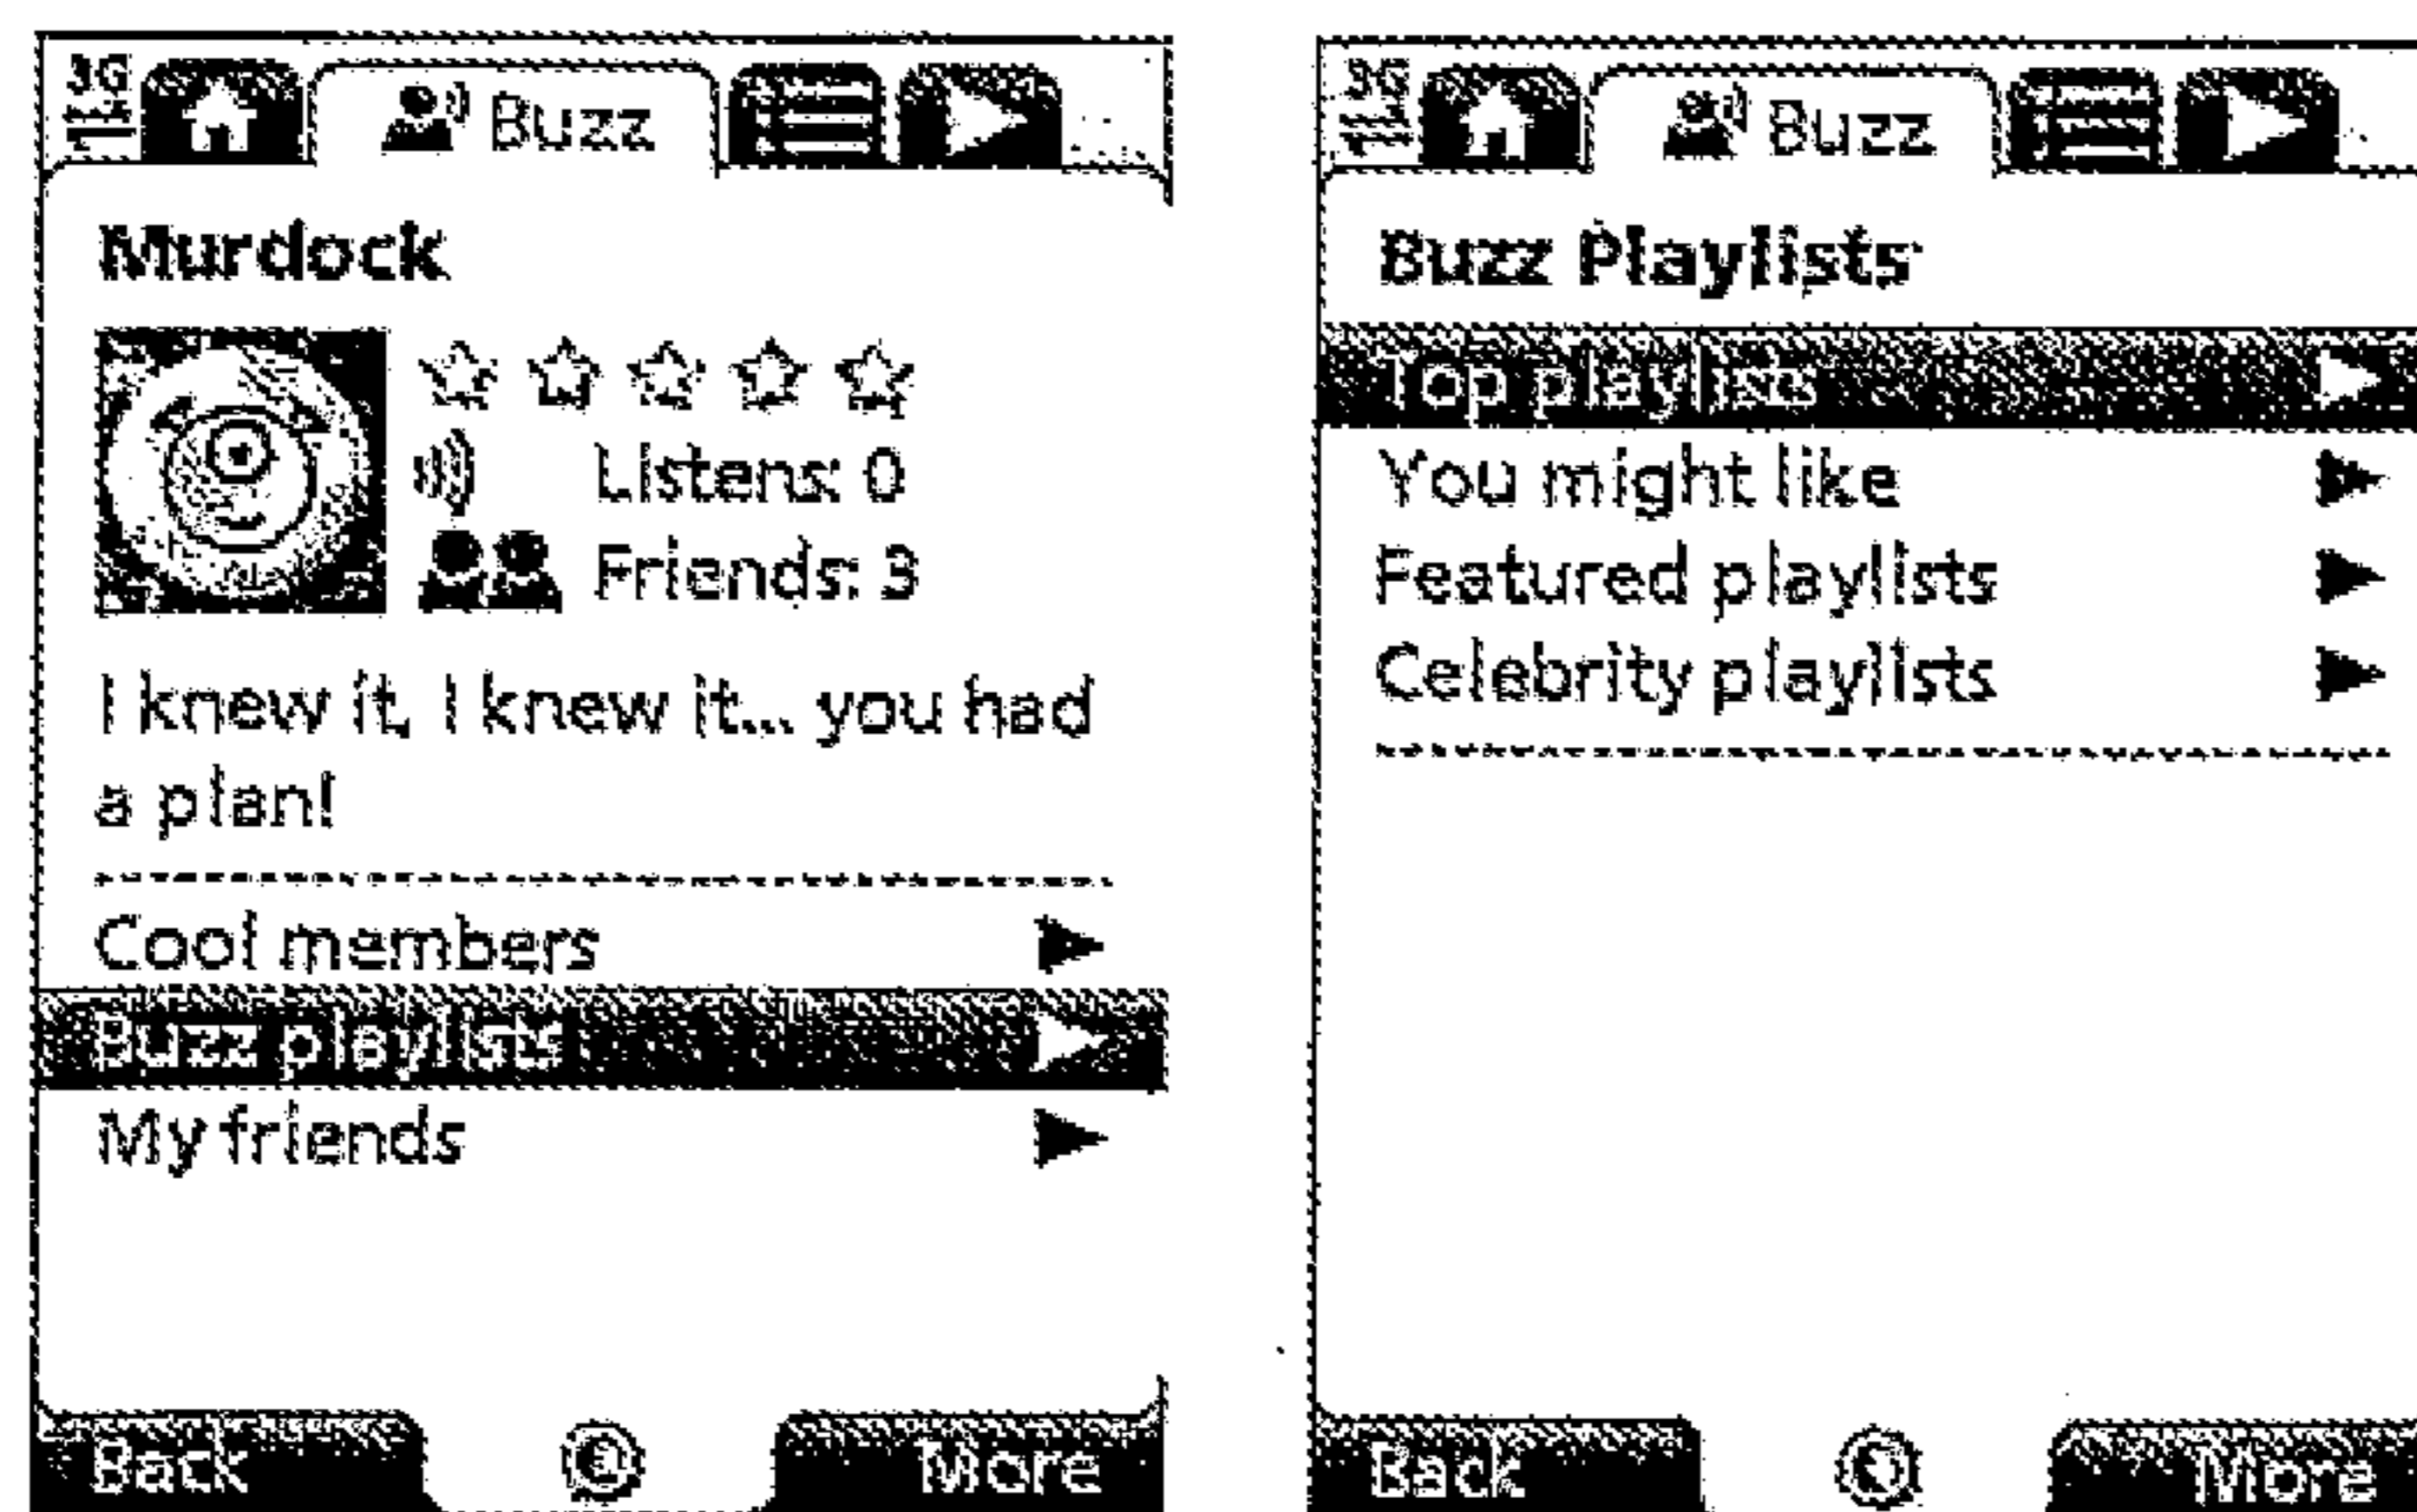 3G
Buzz
Murdock
Listens: 0
Friends: 3
I knew it, I knew it... you had
a plan!
Cool members
Buzz playlists
My friends
Back
More
3G
Buzz
Buzz Playlists
Top playlists
You might like
Featured playlists
Celebrity playlists
Back
More